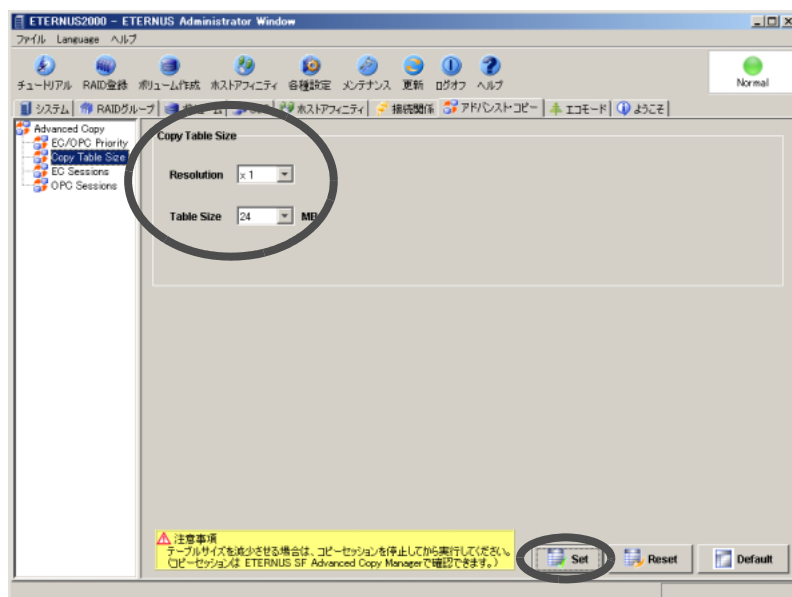 ETERNUS2000 - ETERNUS Administrator Window
ファイル Language ヘルプ
チュートリアル RAID登録 ボリューム作成 ホストアフィニティ 各種設定 メンテナンス 更新 ログオフ ヘルプ
Normal
システム RAIDグループ ホストアフィニティ 接続関係 アドバンスト・コピー エコモード ようこそ
Advanced Copy
EC/OPC Priority
Copy Table Size
EC Sessions
OPC Sessions
Copy Table Size
Resolution x 1
Table Size 24 MB
注意事項
テーブルサイズを減少させる場合は、コピーセッションを停止してから実行してください。
(コピーセッションは ETERNUS SF Advanced Copy Managerで確認できます。)
Set Reset Default